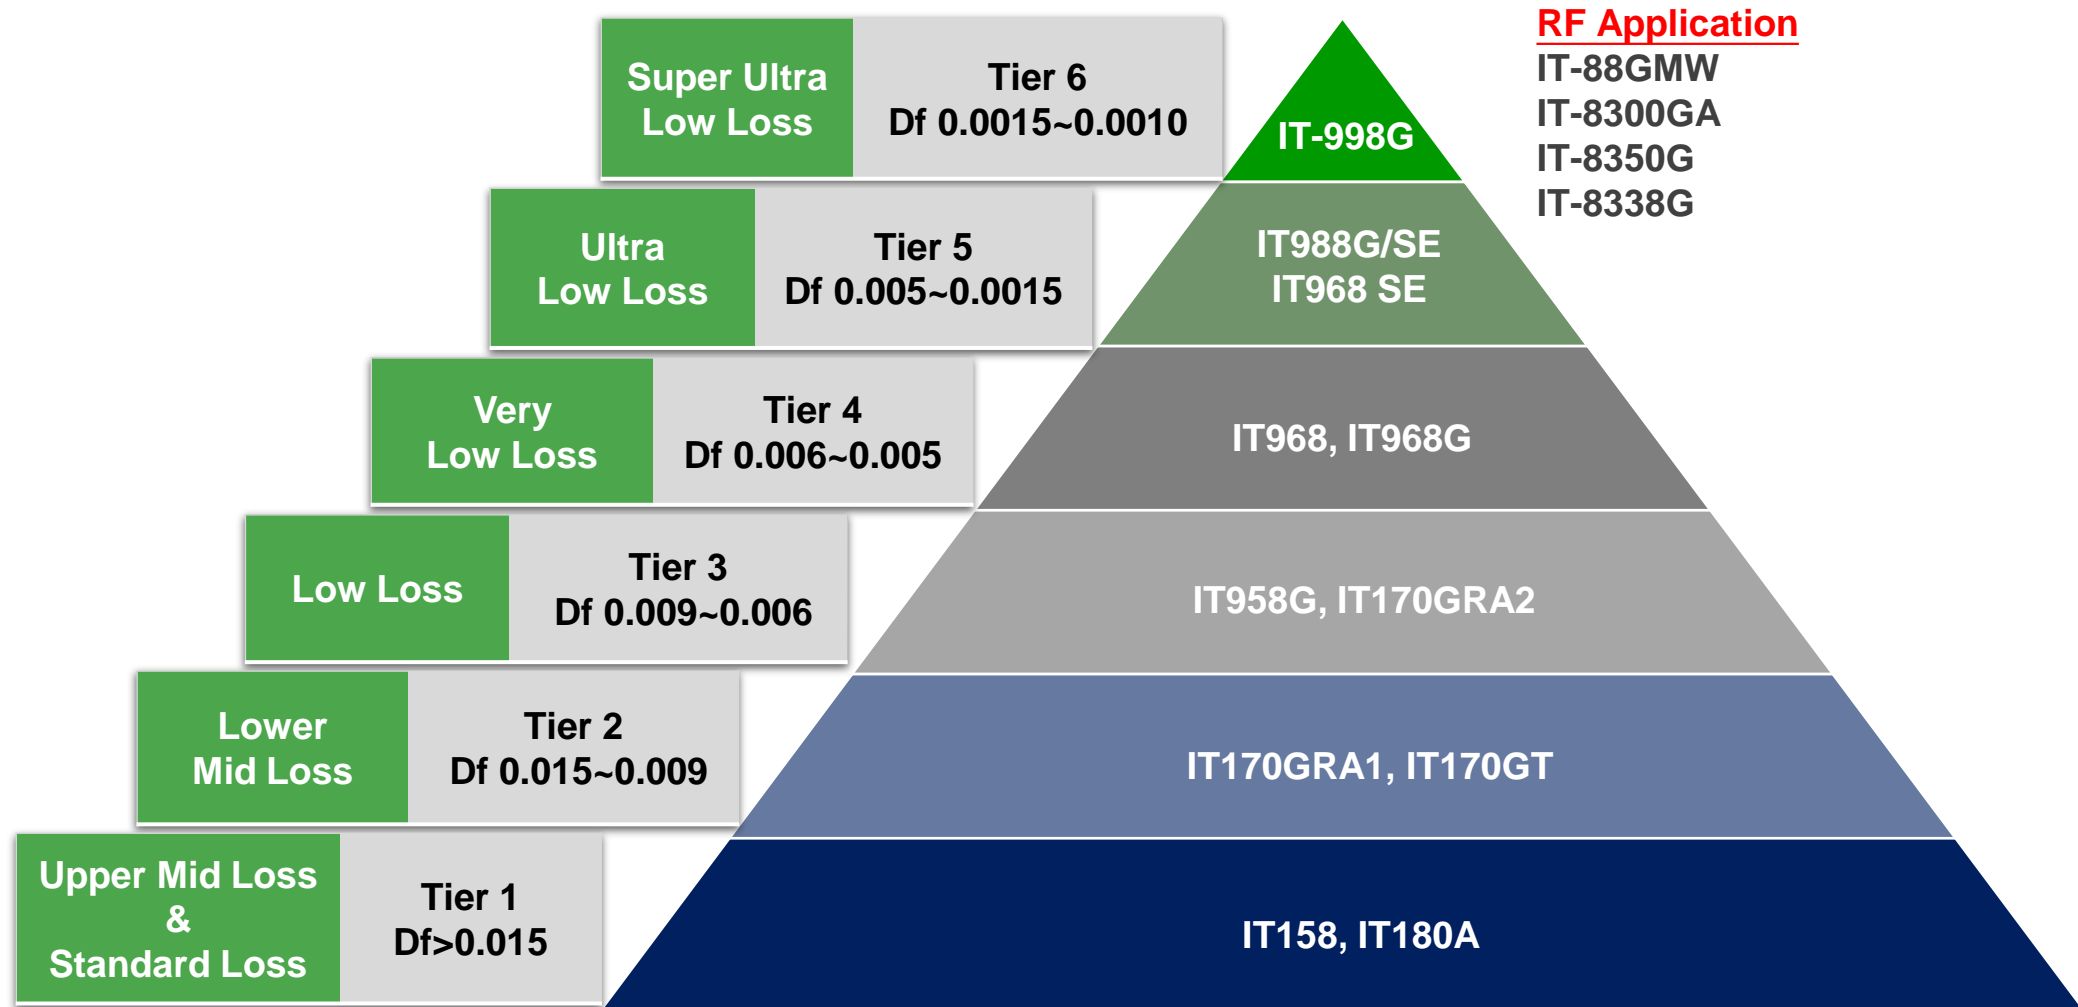 Super Ultra
Low Loss
Tier 6
Df 0.0015~0.0010
IT-998G
RF Application
IT-88GMW
IT-8300GA
IT-8350G
IT-8338G
Ultra
Low Loss
Tier 5
Df 0.005~0.0015
IT988G/SE
IT968 SE
Very
Low Loss
Tier 4
Df 0.006~0.005
IT968, IT968G
Low Loss
Tier 3
Df 0.009~0.006
IT958G, IT170GRA2
Lower
Mid Loss
Tier 2
Df 0.015~0.009
IT170GRA1, IT170GT
Upper Mid Loss
&
Standard Loss
Tier 1
Df>0.015
IT158, IT180A